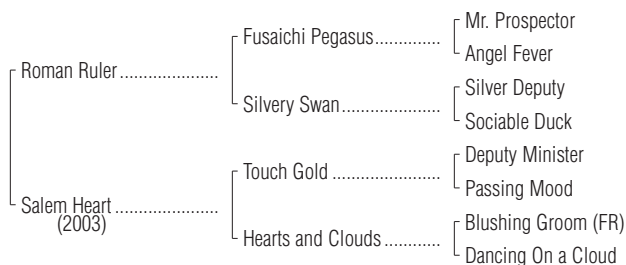 Mr. Prospector
Fusaichi Pegasus..............
Angel Fever
Roman Ruler.....................
Silver Deputy
Silvery Swan.....................
Sociable Duck
Deputy Minister
Touch Gold.......................
Passing Mood
Salem Heart......................
(2003)
Blushing Groom (FR)
Hearts and Clouds............
Dancing On a Cloud